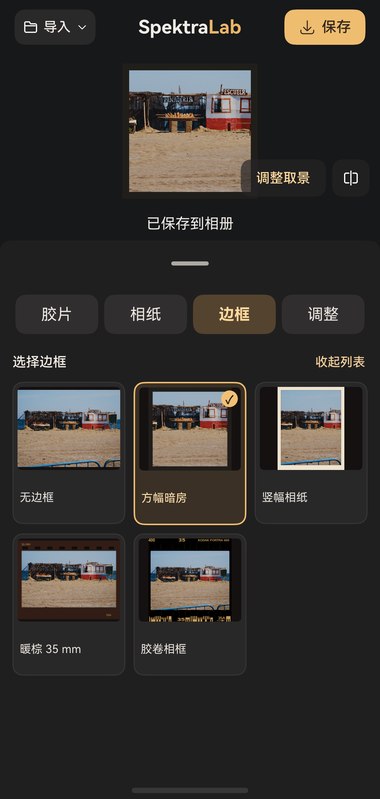 导入
SpektraLab
保存
调整取景
已保存到相册
胶片
相纸
边框
调整
选择边框
收起列表
无边框
方幅暗房
竖幅相纸
暖棕 35 mm
胶卷相框